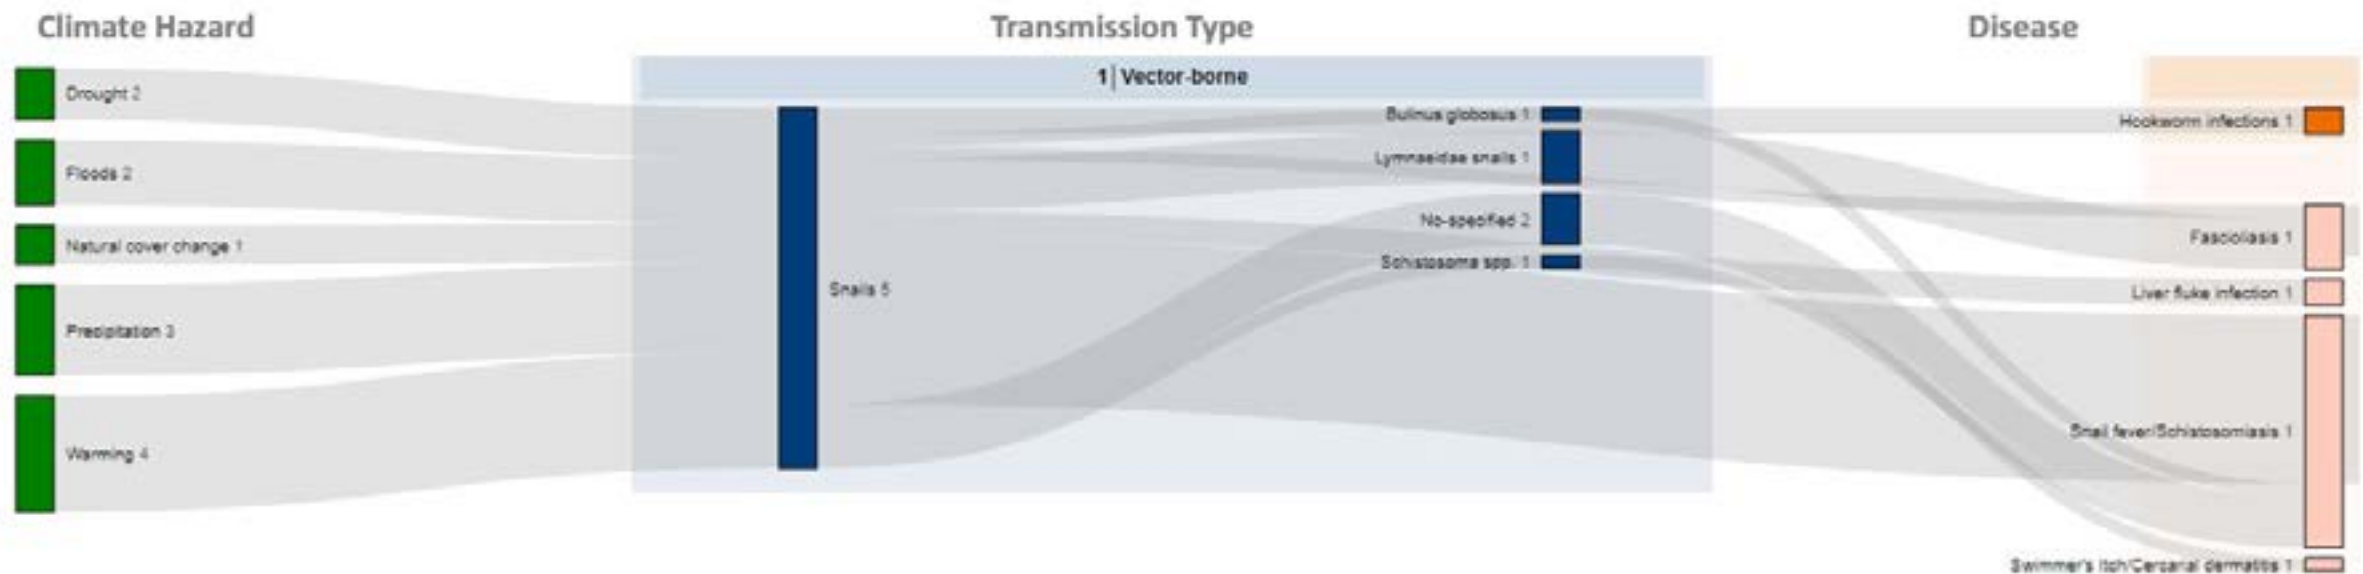 Climate Hazard
Transmission Type
Disease
1| Vector-borne
Drought 2
Floods 2
Natural cover change 1
Precipitation 3
Warming 4
Snails 5
Bulinus globosus 1
Lymnaeidae snails 1
No-specified 2
Schistosoma spp. 1
Hookworm infections 1
Fascioliasis 1
Liver fluke infection 1
Snail fever/Schistosomiasis 1
Swimmer's itch/Cercarial dermatitis 1